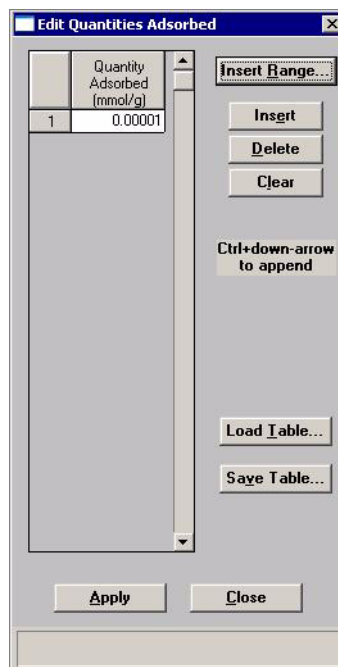 Edit Quantities Adsorbed
Quantity
Adsorbed
(mmol/g)
1 0.00001
Insert Range...
Insert
Delete
Clear
Ctrl+down-arrow
to append
Load Table...
Save Table...
Apply Close